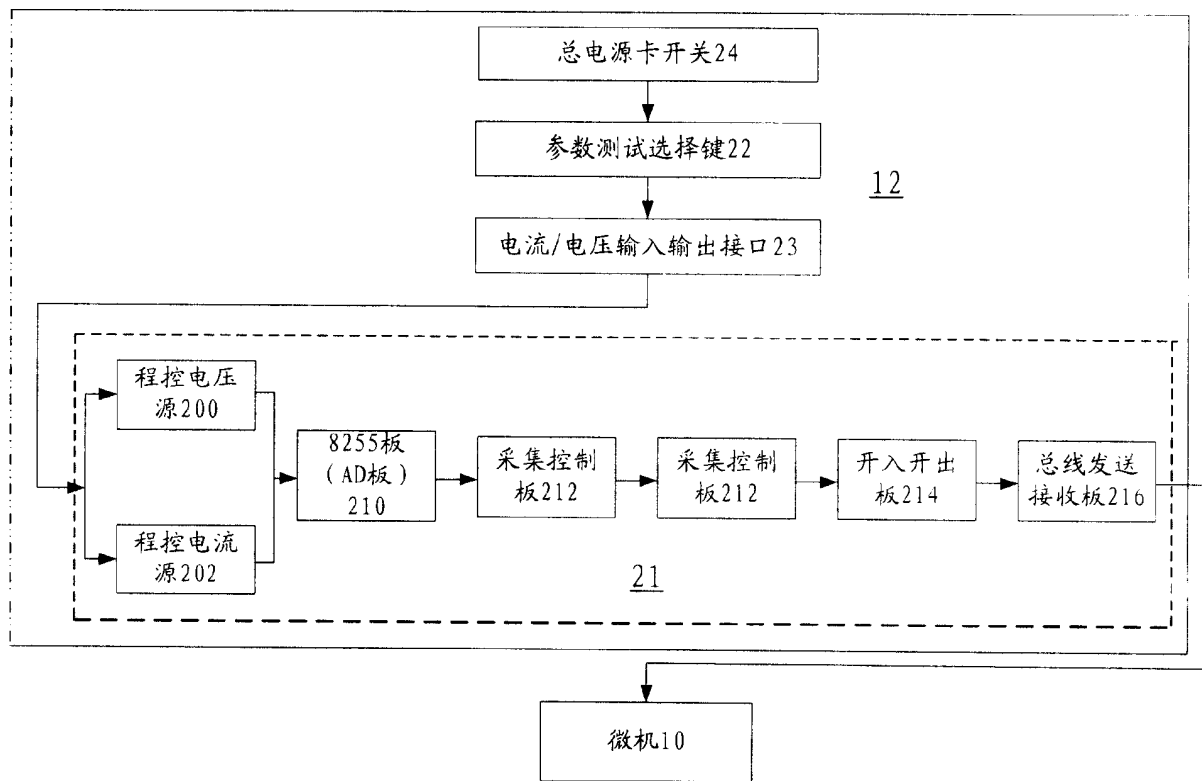 总电源卡开关24
参数测试选择键22
12
电流/电压输入输出接口23
程控电压
源200
8255板
(AD板)
210
采集控制
板212
采集控制
板212
开入开出
板214
总线发送
接收板216
程控电流
源202
21
微机10